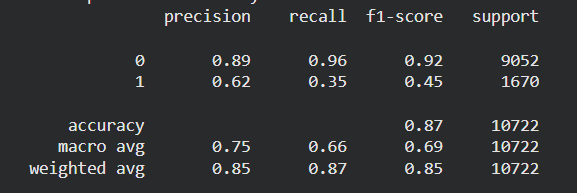 precision recall f1-score support
0 0.89 0.96 0.92 9052
1 0.62 0.35 0.45 1670
accuracy 0.87 10722
macro avg 0.75 0.66 0.69 10722
weighted avg 0.85 0.87 0.85 10722